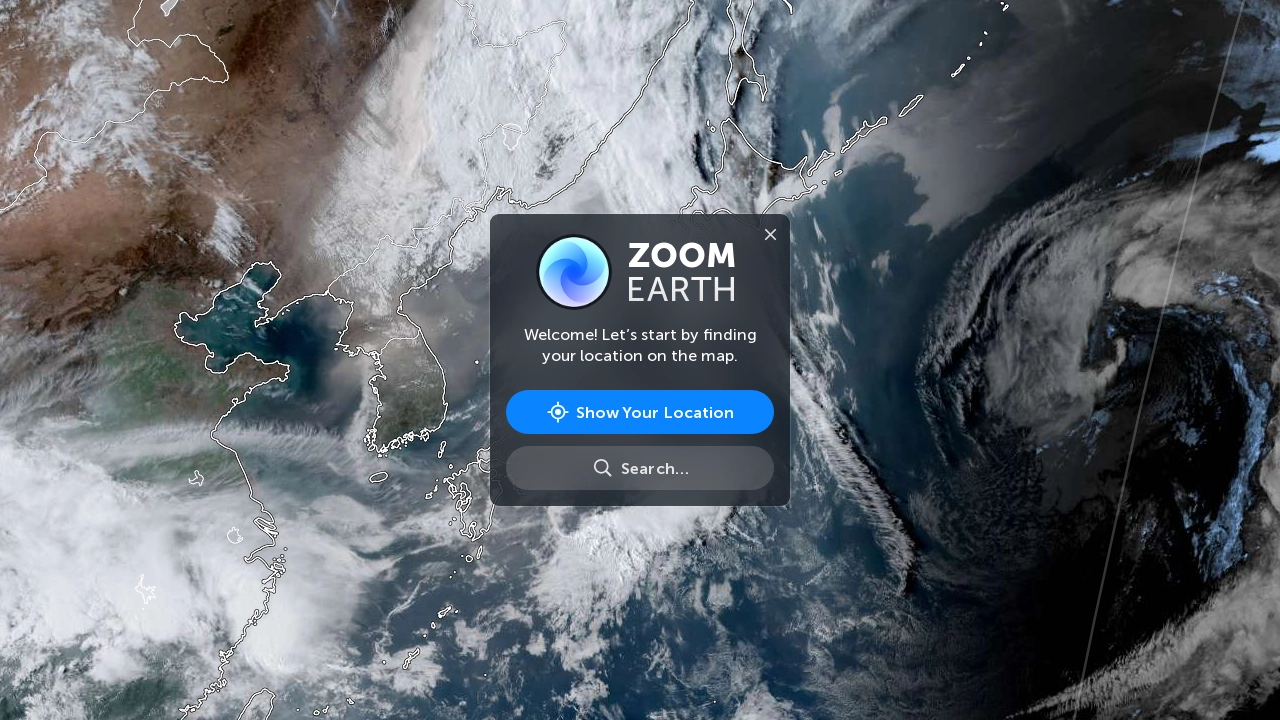 ZOOM
EARTH
Welcome! Let’s start by finding
your location on the map.
Show Your Location
Search…